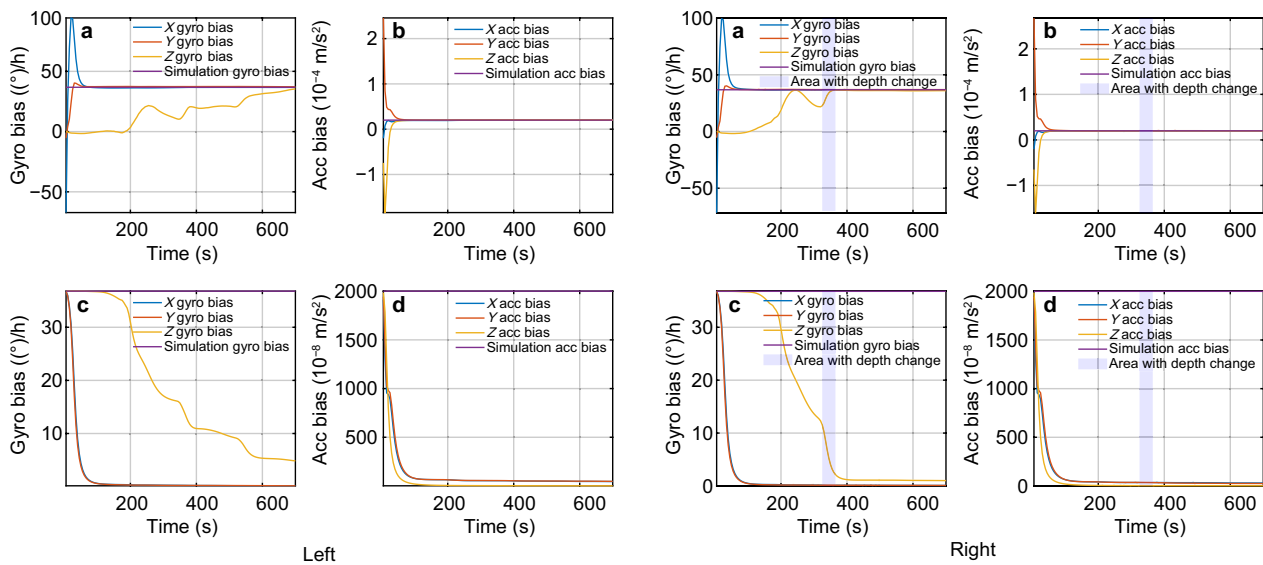 a
X gyro bias
Y gyro bias
Z gyro bias
Simulation gyro bias
Gyro bias ((°)/h)
100
50
0
−50
200 400 600
Time (s)
b
X acc bias
Y acc bias
Z acc bias
Simulation acc bias
Acc bias (10⁻⁴ m/s²)
2
1
0
−1
200 400 600
Time (s)
a
X gyro bias
Y gyro bias
Z gyro bias
Simulation gyro bias
Area with depth change
Gyro bias ((°)/h)
100
50
0
−50
200 400 600
Time (s)
b
X acc bias
Y acc bias
Z acc bias
Simulation acc bias
Area with depth change
Acc bias (10⁻⁴ m/s²)
2
1
0
−1
200 400 600
Time (s)
c
X gyro bias
Y gyro bias
Z gyro bias
Simulation gyro bias
Gyro bias ((°)/h)
30
20
10
200 400 600
Time (s)
d
X acc bias
Y acc bias
Z acc bias
Simulation acc bias
Acc bias (10⁻⁸ m/s²)
2000
1500
1000
500
200 400 600
Time (s)
c
X gyro bias
Y gyro bias
Z gyro bias
Simulation gyro bias
Area with depth change
Gyro bias ((°)/h)
30
20
10
0
200 400 600
Time (s)
d
X acc bias
Y acc bias
Z acc bias
Simulation acc bias
Area with depth change
Acc bias (10⁻⁸ m/s²)
2000
1500
1000
500
0
200 400 600
Time (s)
Left
Right